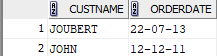 CUSTNAME ORDERDATE
1 JOUBERT 22-07-13
2 JOHN 12-12-11